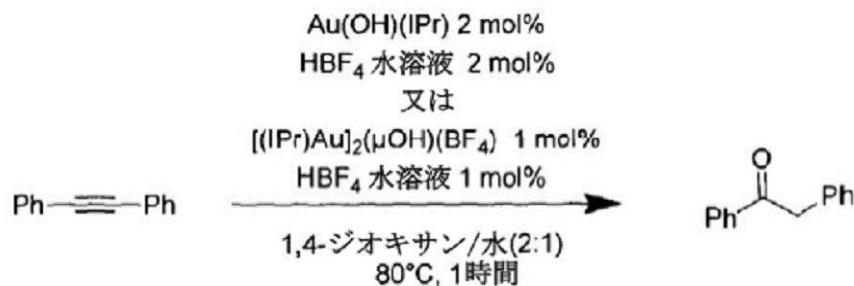 Au(OH)(IPr) 2 mol%
HBF4 水溶液 2 mol%
又は
[(IPr)Au]2(μOH)(BF4) 1 mol%
HBF4 水溶液 1 mol%
Ph Ph
1,4-ジオキサン/水(2:1)
80°C, 1時間
O
Ph
Ph